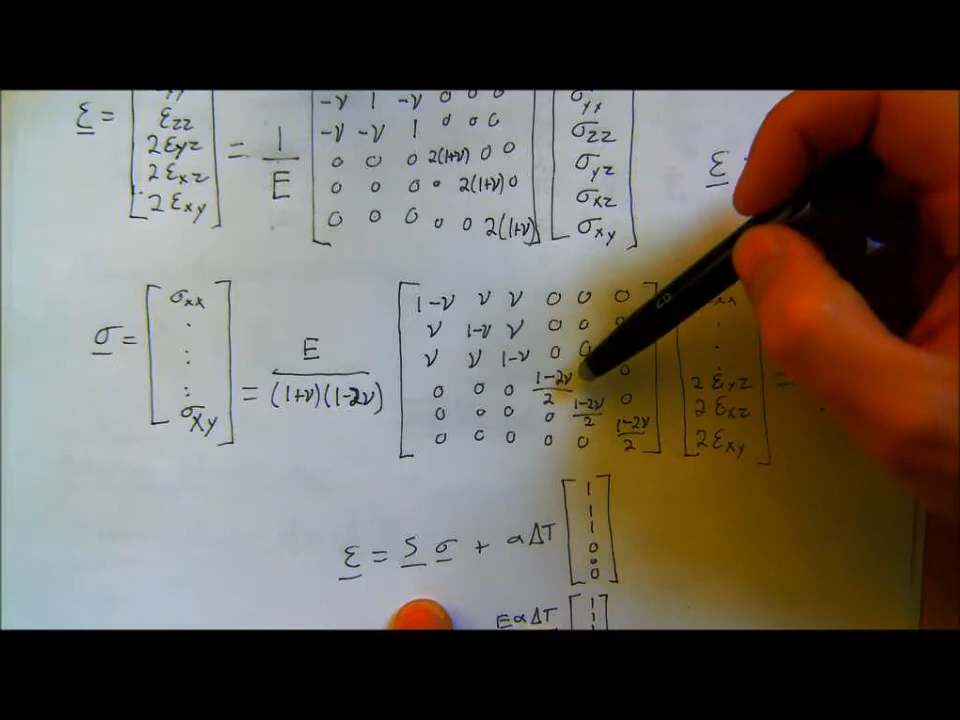 -ν 1 -ν 0 0 0 σyx
ε = εzz -ν -ν 1 0 0 0 σzz
2εyz = 1/E 0 0 0 2(1+ν) 0 0 σyz ε
2εxz 0 0 0 0 2(1+ν) 0 σxz
2εxy 0 0 0 0 0 2(1+ν) σxy
σxx 1-ν ν ν 0 0 0 xx
σ = . ν 1-ν ν 0 0 .
: E ν ν 1-ν 0 0 .
: = (1+ν)(1-2ν) 0 0 0 1-2ν/2 0 2εyz =
σxy 0 0 0 0 1-2ν/2 0 2εxz
0 0 0 0 0 1-2ν/2 2εxy
ε = S σ + αΔT [1 1 1 0 0 0]
EαΔT [1 1